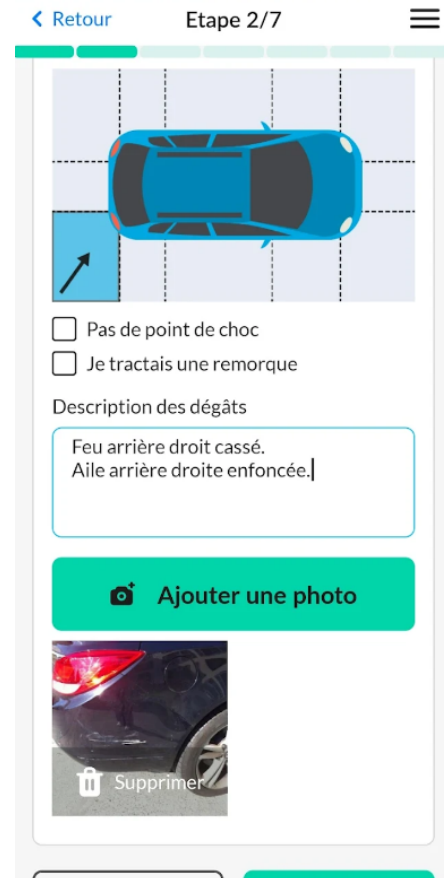 Retour
Etape 2/7
Pas de point de choc
Je tractais une remorque
Description des dégâts
Feu arrière droit cassé.
Aile arrière droite enfoncée.
Ajouter une photo
Supprimer